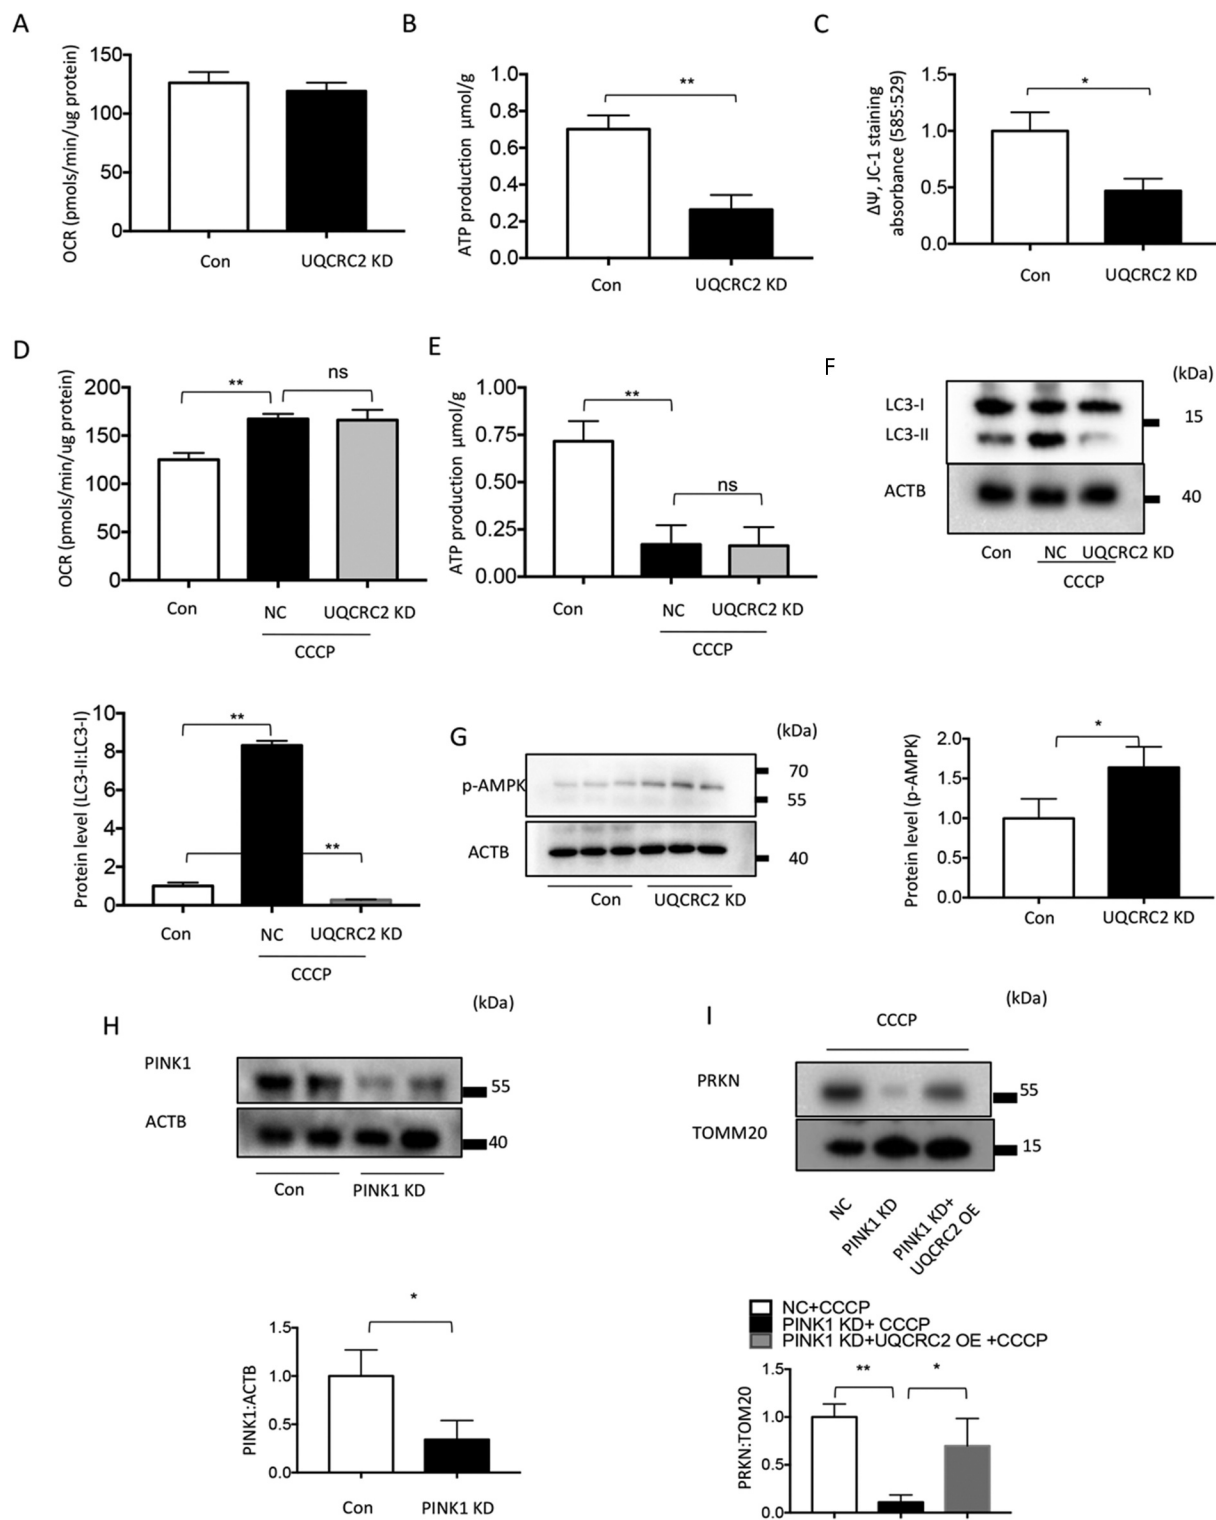 A
OCR (pmols/min/ug protein)
150
100
50
0
Con
UQCRC2 KD
B
ATP production µmol/g
1.0
0.8
0.6
0.4
0.2
0.0
**
Con
UQCRC2 KD
C
ΔΨ, JC-1 staining
absorbance (585:529)
1.5
1.0
0.5
0.0
*
Con
UQCRC2 KD
D
OCR (pmols/min/ug protein)
200
150
100
50
0
**
ns
Con
NC
UQCRC2 KD
CCCP
E
ATP production µmol/g
1.00
0.75
0.50
0.25
0.00
**
ns
Con
NC
UQCRC2 KD
CCCP
F
(kDa)
LC3-I
15
LC3-II
ACTB
40
Con
NC
UQCRC2 KD
CCCP
Protein level (LC3-II:LC3-I)
10
8
6
4
2
0
**
**
Con
NC
UQCRC2 KD
CCCP
G
(kDa)
p-AMPK
70
55
ACTB
40
Con
UQCRC2 KD
Protein level (p-AMPK)
2.0
1.5
1.0
0.5
0.0
*
Con
UQCRC2 KD
H
(kDa)
PINK1
55
ACTB
40
Con
PINK1 KD
PINK1:ACTB
1.5
1.0
0.5
0.0
*
Con
PINK1 KD
I
(kDa)
CCCP
PRKN
55
TOMM20
15
NC
PINK1 KD
PINK1 KD+
UQCRC2 OE
NC+CCCP
PINK1 KD+ CCCP
PINK1 KD+UQCRC2 OE +CCCP
PRKN:TOM20
1.5
1.0
0.5
0.0
**
*